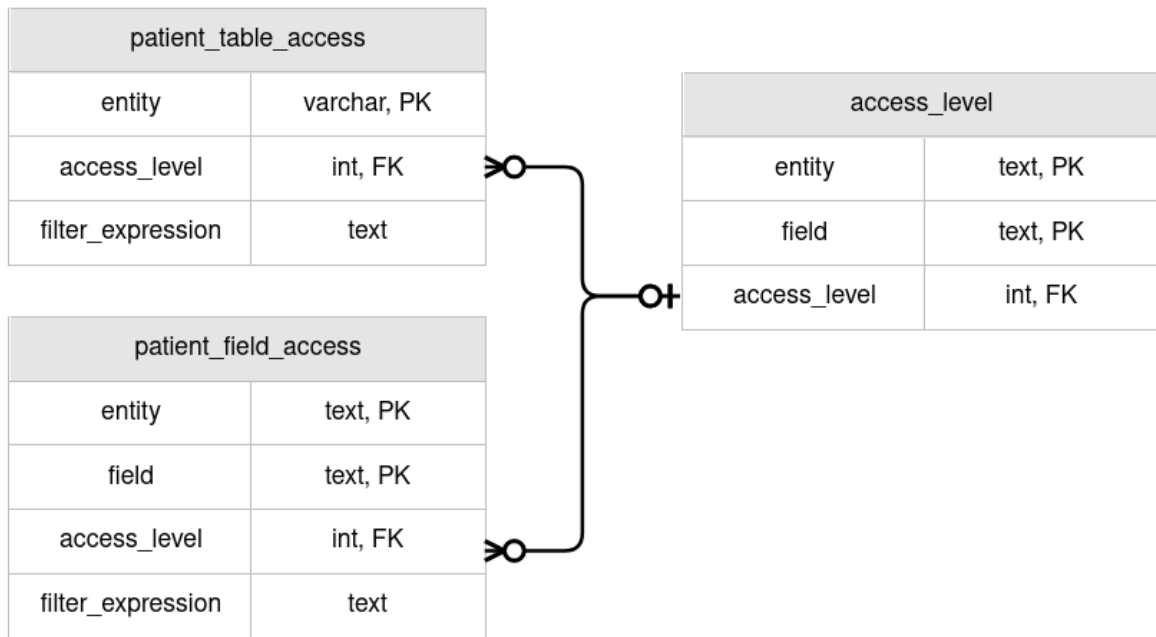 patient_table_access
entity varchar, PK
access_level int, FK
filter_expression text
patient_field_access
entity text, PK
field text, PK
access_level int, FK
filter_expression text
access_level
entity text, PK
field text, PK
access_level int, FK